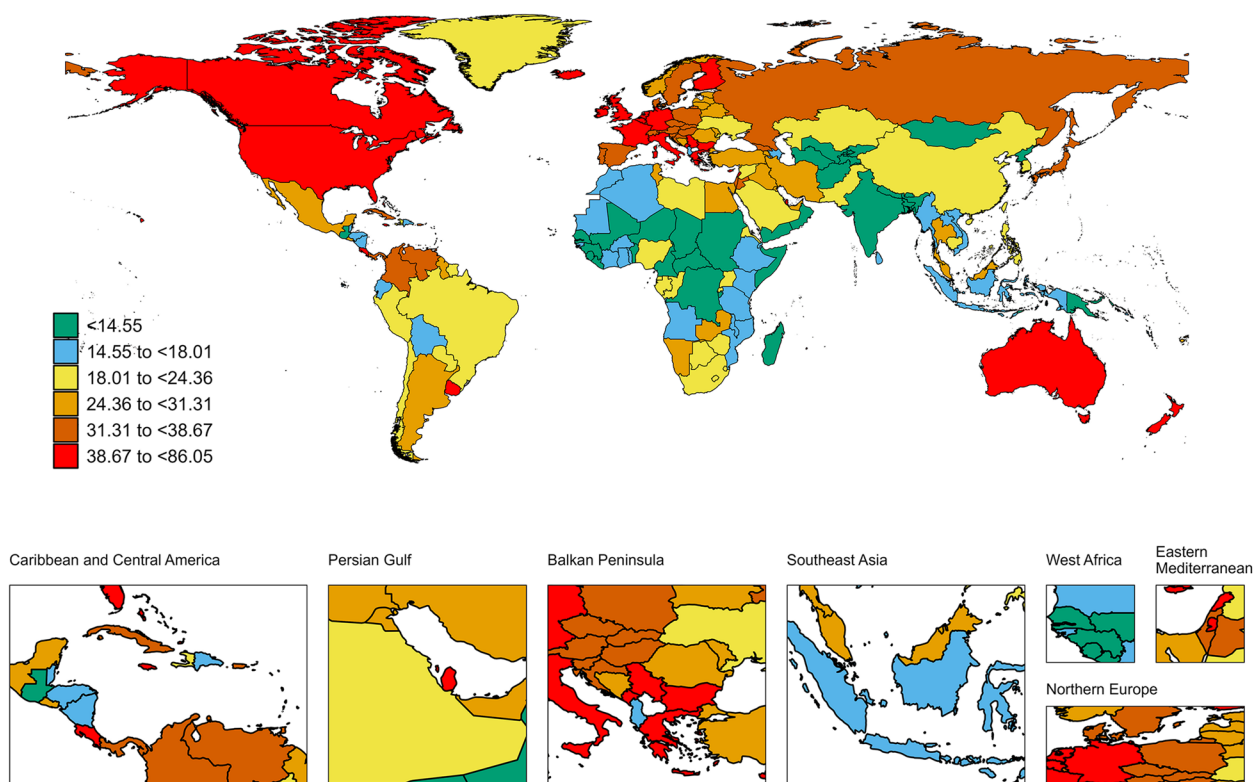 <14.55
14.55 to <18.01
18.01 to <24.36
24.36 to <31.31
31.31 to <38.67
38.67 to <86.05
Caribbean and Central America
Persian Gulf
Balkan Peninsula
Southeast Asia
West Africa
Eastern
Mediterranean
Northern Europe